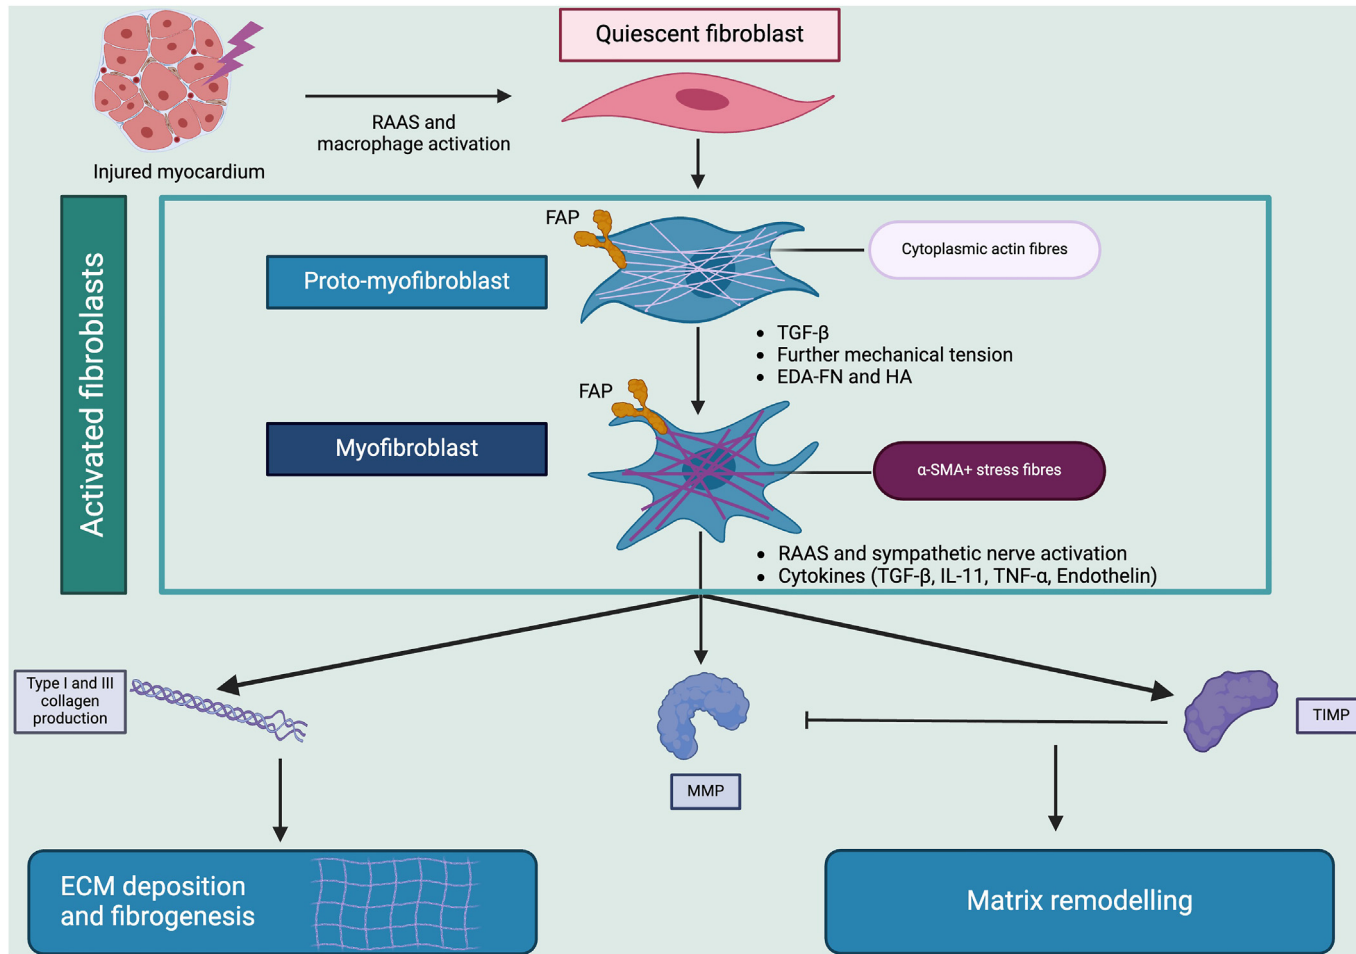 Quiescent fibroblast
RAAS and
macrophage activation
Injured myocardium
Activated fibroblasts
FAP
Cytoplasmic actin fibres
Proto-myofibroblast
• TGF-β
• Further mechanical tension
• EDA-FN and HA
FAP
Myofibroblast
α-SMA+ stress fibres
• RAAS and sympathetic nerve activation
• Cytokines (TGF-β, IL-11, TNF-α, Endothelin)
Type I and III
collagen
production
TIMP
MMP
ECM deposition
and fibrogenesis
Matrix remodelling